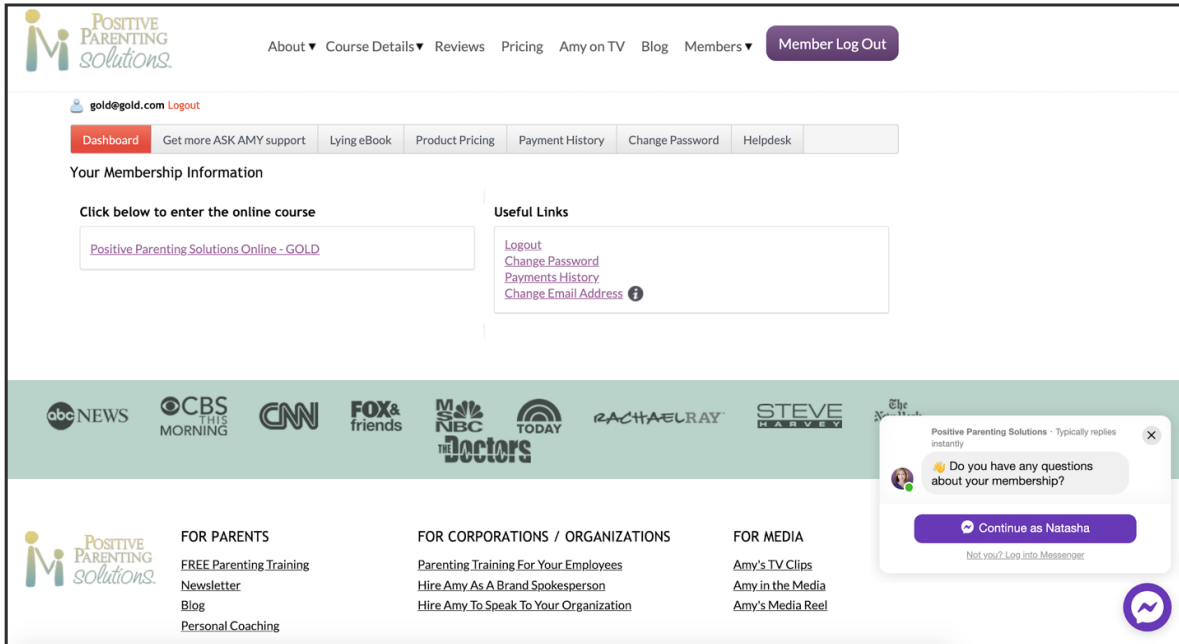 POSITIVE
PARENTING
SOLUTIONS.
About ▼ Course Details ▼ Reviews Pricing Amy on TV Blog Members ▼ Member Log Out
gold@gold.com Logout
Dashboard Get more ASK AMY support Lying eBook Product Pricing Payment History Change Password Helpdesk
Your Membership Information
Click below to enter the online course
Positive Parenting Solutions Online - GOLD
Useful Links
Logout
Change Password
Payments History
Change Email Address i
abc NEWS
CBS
THIS
MORNING
CNN
FOX&
friends
MSNBC
TODAY
RACHAELRAY
STEVE
HARVEY
The
THE Doctors
Positive Parenting Solutions · Typically replies
instantly
👋 Do you have any questions
about your membership?
Continue as Natasha
Not you? Log into Messenger
POSITIVE
PARENTING
SOLUTIONS.
FOR PARENTS
FREE Parenting Training
Newsletter
Blog
Personal Coaching
FOR CORPORATIONS / ORGANIZATIONS
Parenting Training For Your Employees
Hire Amy As A Brand Spokesperson
Hire Amy To Speak To Your Organization
FOR MEDIA
Amy's TV Clips
Amy in the Media
Amy's Media Reel